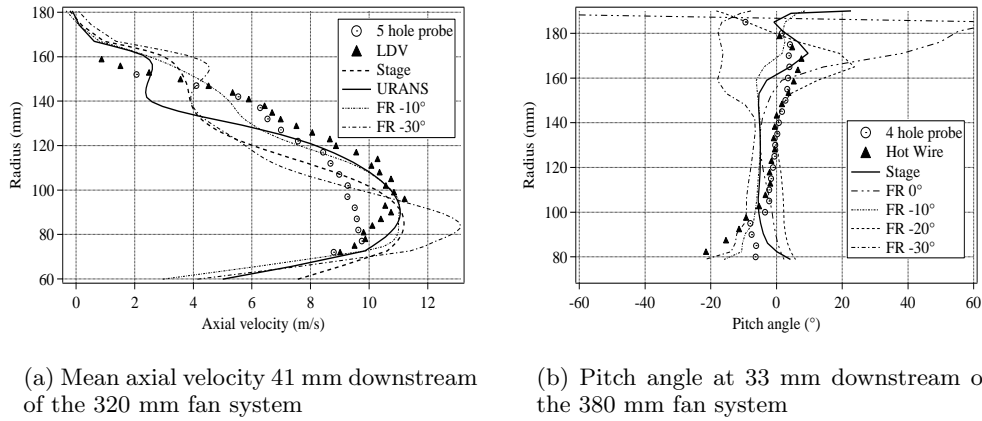 180
160
140
120
100
80
60
Radius (mm)
0
2
4
6
8
10
12
Axial velocity (m/s)
5 hole probe
LDV
Stage
URANS
FR -10°
FR -30°
180
160
140
120
100
80
Radius (mm)
-60
-40
-20
0
20
40
60
Pitch angle (°)
4 hole probe
Hot Wire
Stage
FR 0°
FR -10°
FR -20°
FR -30°
(a) Mean axial velocity 41 mm downstream
of the 320 mm fan system
(b) Pitch angle at 33 mm downstream o
the 380 mm fan system